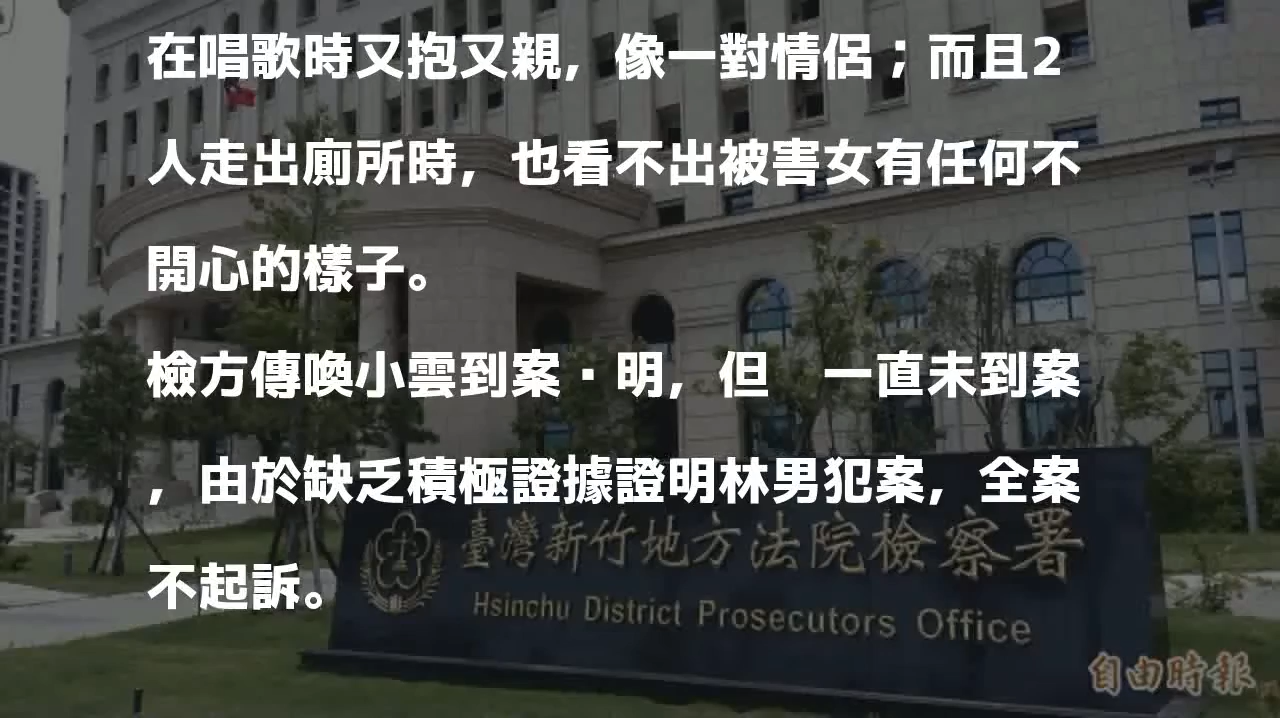 在唱歌時又抱又親，像一對情侶；而且2
人走出廁所時，也看不出被害女有任何不
開心的樣子。
檢方傳喚小雲到案·明，但　一直未到案
，由於缺乏積極證據證明林男犯案，全案
不起訴。
臺灣新竹地方法院檢察署
Hsinchu District Prosecutors Office
自由時報